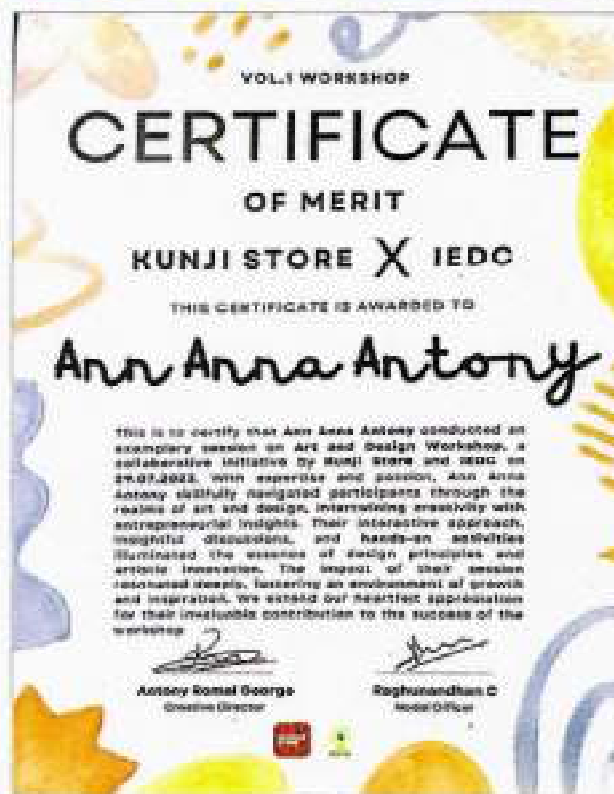 VOL.1 WORKSHOP
CERTIFICATE
OF MERIT
KUNJI STORE X IEDC
THIS CERTIFICATE IS AWARDED TO
Ann Anna Antony
This is to certify that Ann Anna Antony conducted an
exemplary session on Art and Design Workshop, a
collaborative initiative by Kunji Store and IEDC on
With expertise and passion, Ann Anna
Antony skillfully navigated participants through the
realms of art and design, intertwining creativity with
entrepreneurial insights. Their interactive approach,
insightful discussions, and hands-on activities
illuminated the essence of design principles and
artistic innovation. The impact of their session
resonated deeply, fostering an environment of growth
and inspiration. We extend our heartfelt appreciation
for their invaluable contribution to the success of the
workshop
Antony Romal George Raghunandhan C
Creative Director Nodal Officer